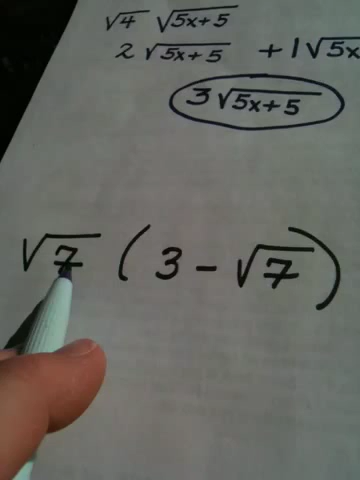 √4 √5x+5
2 √5x+5 + 1√5x
3√5x+5
√7 (3 - √7)